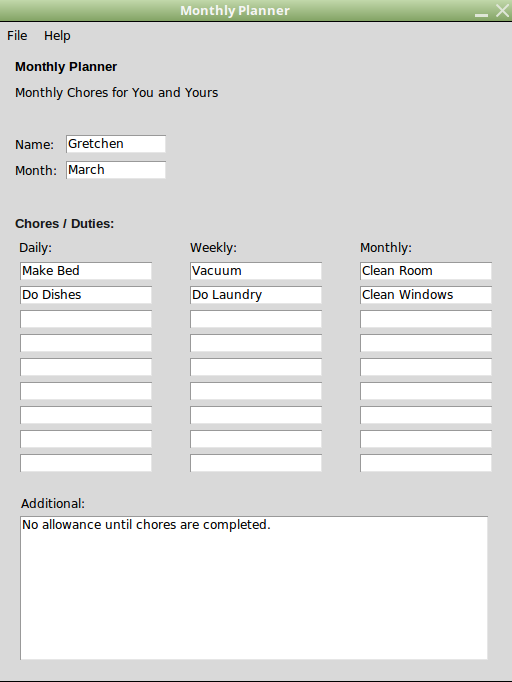 Monthly Planner
File Help
Monthly Planner
Monthly Chores for You and Yours
Name: Gretchen
Month: March
Chores / Duties:
Daily: Weekly: Monthly:
Make Bed Vacuum Clean Room
Do Dishes Do Laundry Clean Windows
Additional:
No allowance until chores are completed.